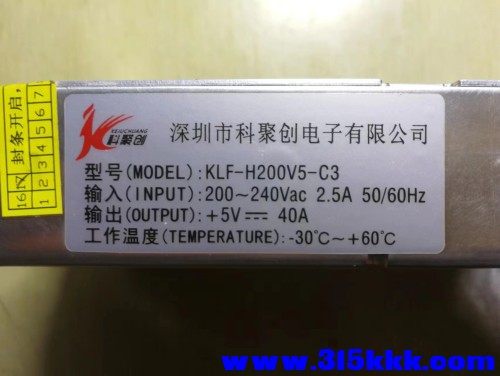 封条开启,
1 2 3 4 5 6 7
科聚创
KEJUCHUANG
深圳市科聚创电子有限公司
型号(MODEL): KLF-H200V5-C3
输入(INPUT): 200~240Vac 2.5A 50/60Hz
输出(OUTPUT): +5V⎓ 40A
工作温度(TEMPERATURE): -30℃~+60℃
www.315kkk.com